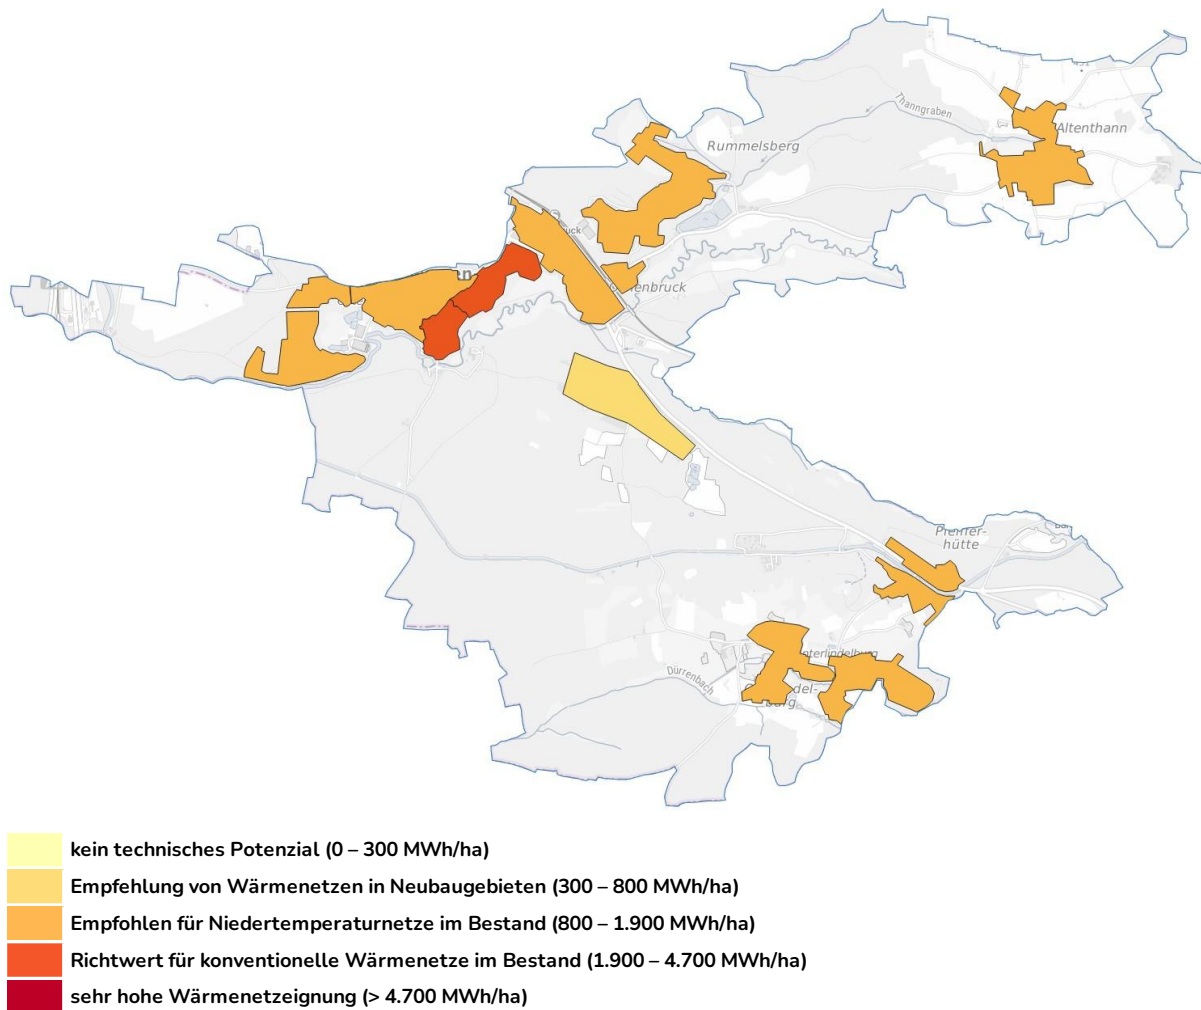 Thanngraben
Altenthann
Rummelsberg
Pfeiffer-
hütte
Dürrenbach
kein technisches Potenzial (0 – 300 MWh/ha)
Empfehlung von Wärmenetzen in Neubaugebieten (300 – 800 MWh/ha)
Empfohlen für Niedertemperaturnetze im Bestand (800 – 1.900 MWh/ha)
Richtwert für konventionelle Wärmenetze im Bestand (1.900 – 4.700 MWh/ha)
sehr hohe Wärmenetzeignung (> 4.700 MWh/ha)